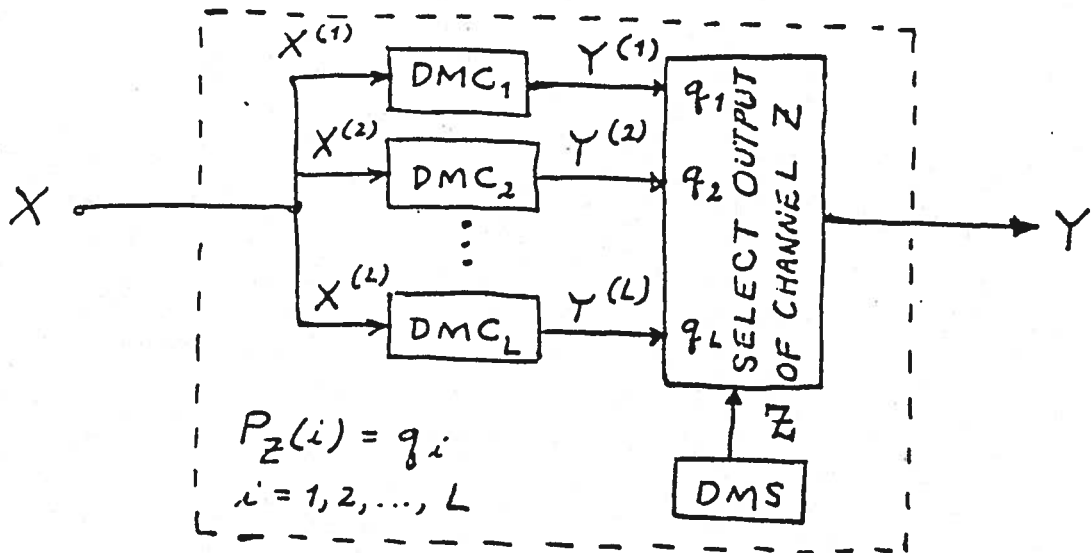 X^{(1)}
DMC_1
Y^{(1)}
q_1
X^{(2)}
DMC_2
Y^{(2)}
q_2
SELECT OUTPUT
OF CHANNEL Z
X
Y
X^{(L)}
DMC_L
Y^{(L)}
q_L
P_Z(i) = q_i
i = 1, 2, ..., L
Z
DMS